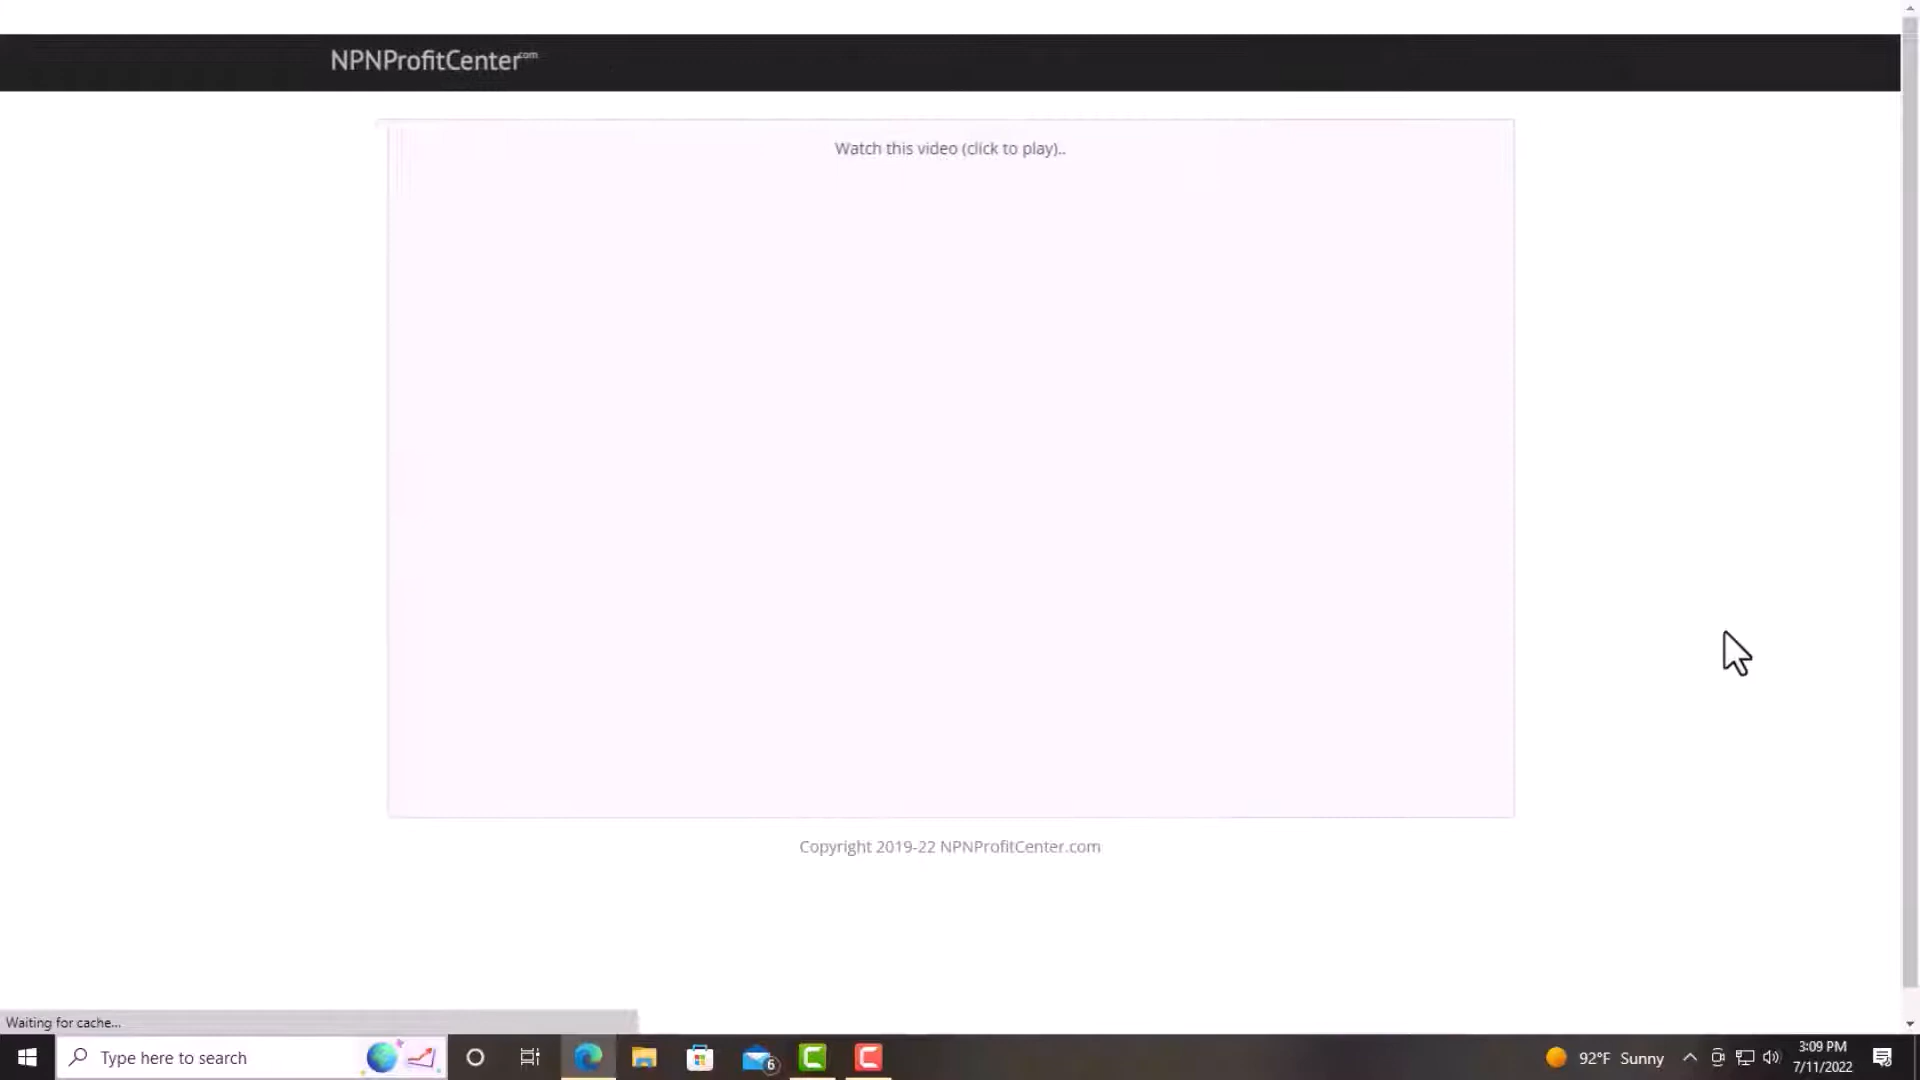 NPNProfitCenter.com
Watch this video (click to play)..
Copyright 2019-22 NPNProfitCenter.com
Waiting for cache...
Type here to search
6
92°F Sunny
3:09 PM
7/11/2022